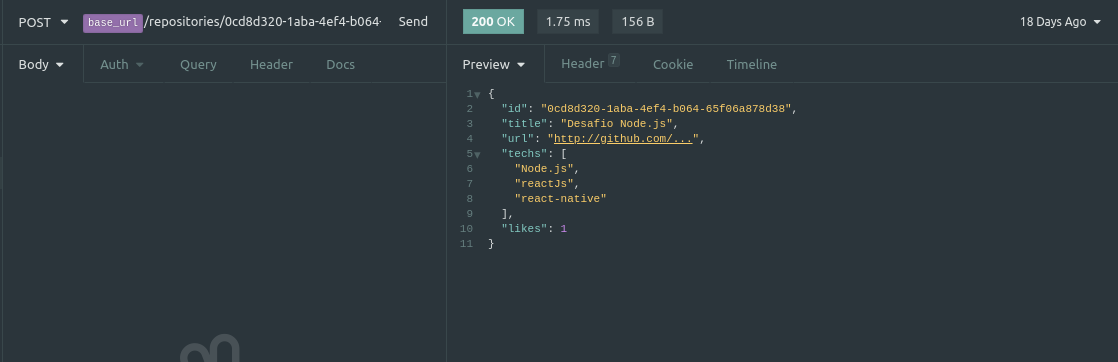 POST base_url/repositories/0cd8d320-1aba-4ef4-b064- Send 200 OK 1.75 ms 156 B 18 Days Ago
Body Auth Query Header Docs Preview Header 7 Cookie Timeline
1 {
2 "id": "0cd8d320-1aba-4ef4-b064-65f06a878d38",
3 "title": "Desafio Node.js",
4 "url": "http://github.com/...",
5 "techs": [
6 "Node.js",
7 "reactJs",
8 "react-native"
9 ],
10 "likes": 1
11 }